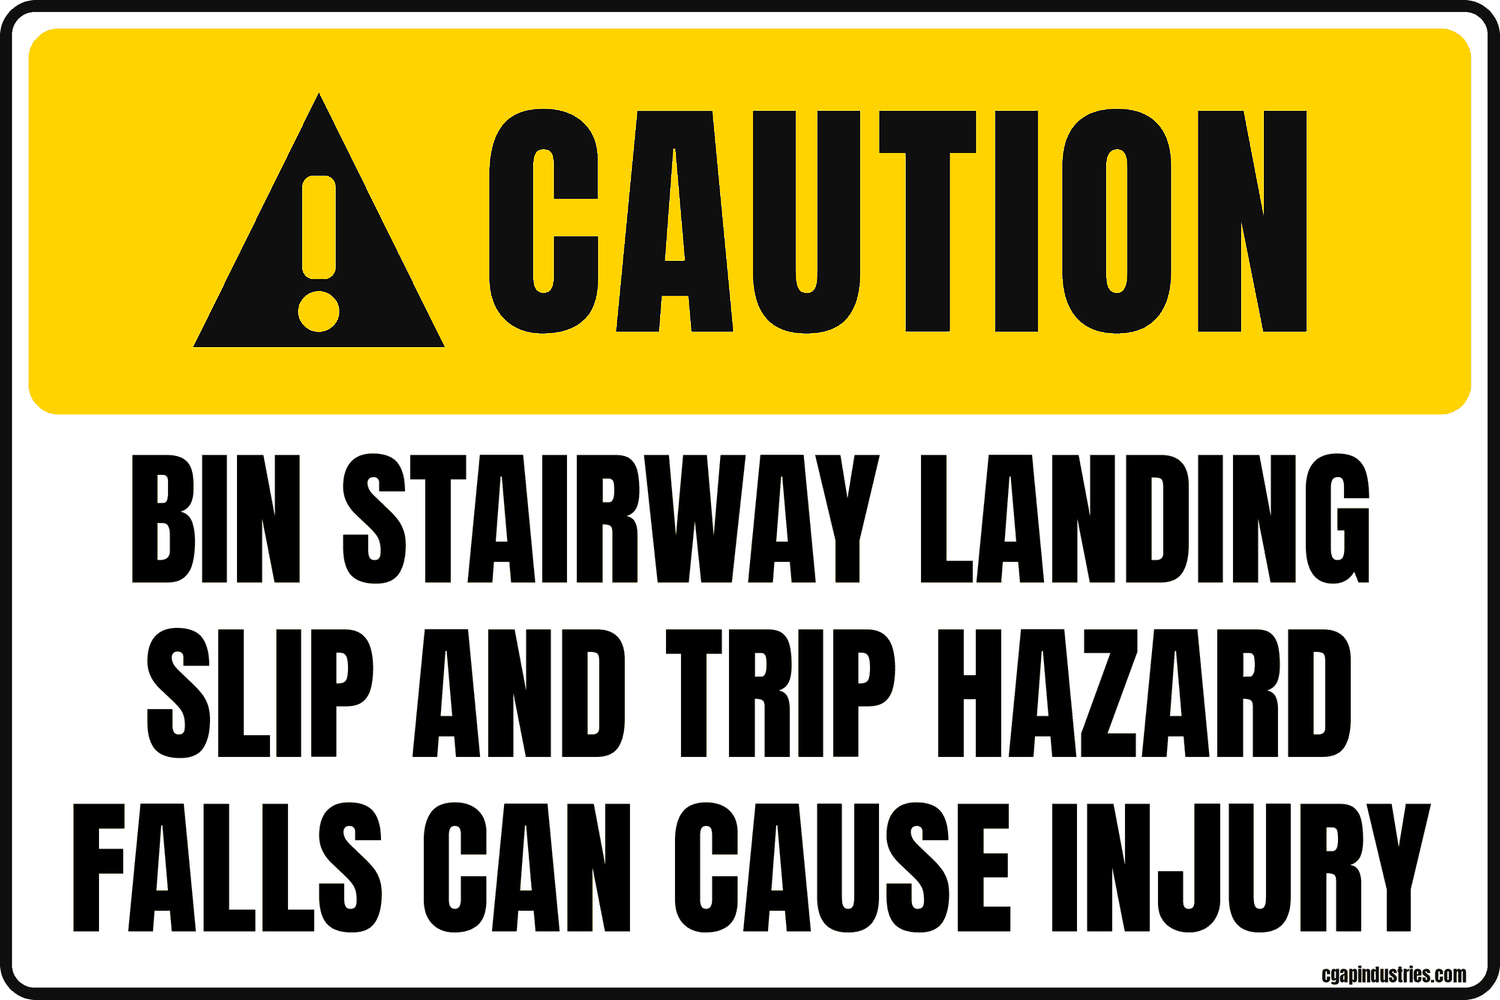 CAUTION
BIN STAIRWAY LANDING
SLIP AND TRIP HAZARD
FALLS CAN CAUSE INJURY
cgapindustries.com